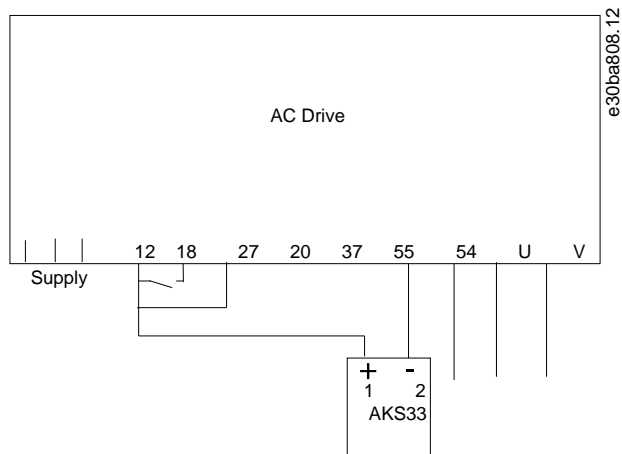 e30ba808.12
AC Drive
12 18 27 20 37 55 54 U V
Supply
+ -
1 2
AKS33